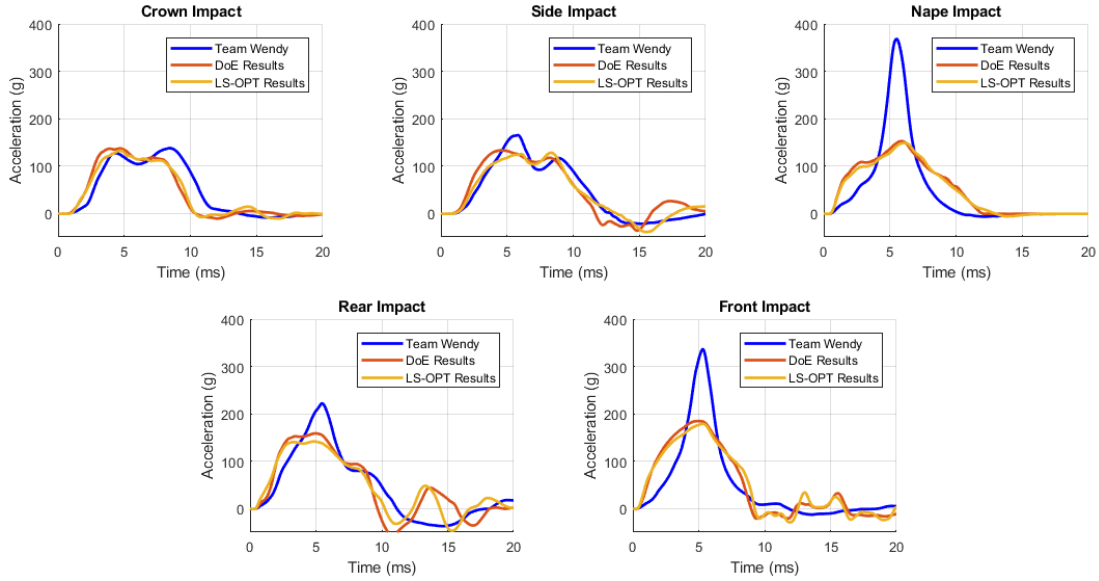 Crown Impact
400
300
200
100
0
Acceleration (g)
Team Wendy
DoE Results
LS-OPT Results
0 5 10 15 20
Time (ms)
Side Impact
400
300
200
100
0
Acceleration (g)
Team Wendy
DoE Results
LS-OPT Results
0 5 10 15 20
Time (ms)
Nape Impact
400
300
200
100
0
Acceleration (g)
Team Wendy
DoE Results
LS-OPT Results
0 5 10 15 20
Time (ms)
Rear Impact
400
300
200
100
0
Acceleration (g)
Team Wendy
DoE Results
LS-OPT Results
0 5 10 15 20
Time (ms)
Front Impact
400
300
200
100
0
Acceleration (g)
Team Wendy
DoE Results
LS-OPT Results
0 5 10 15 20
Time (ms)